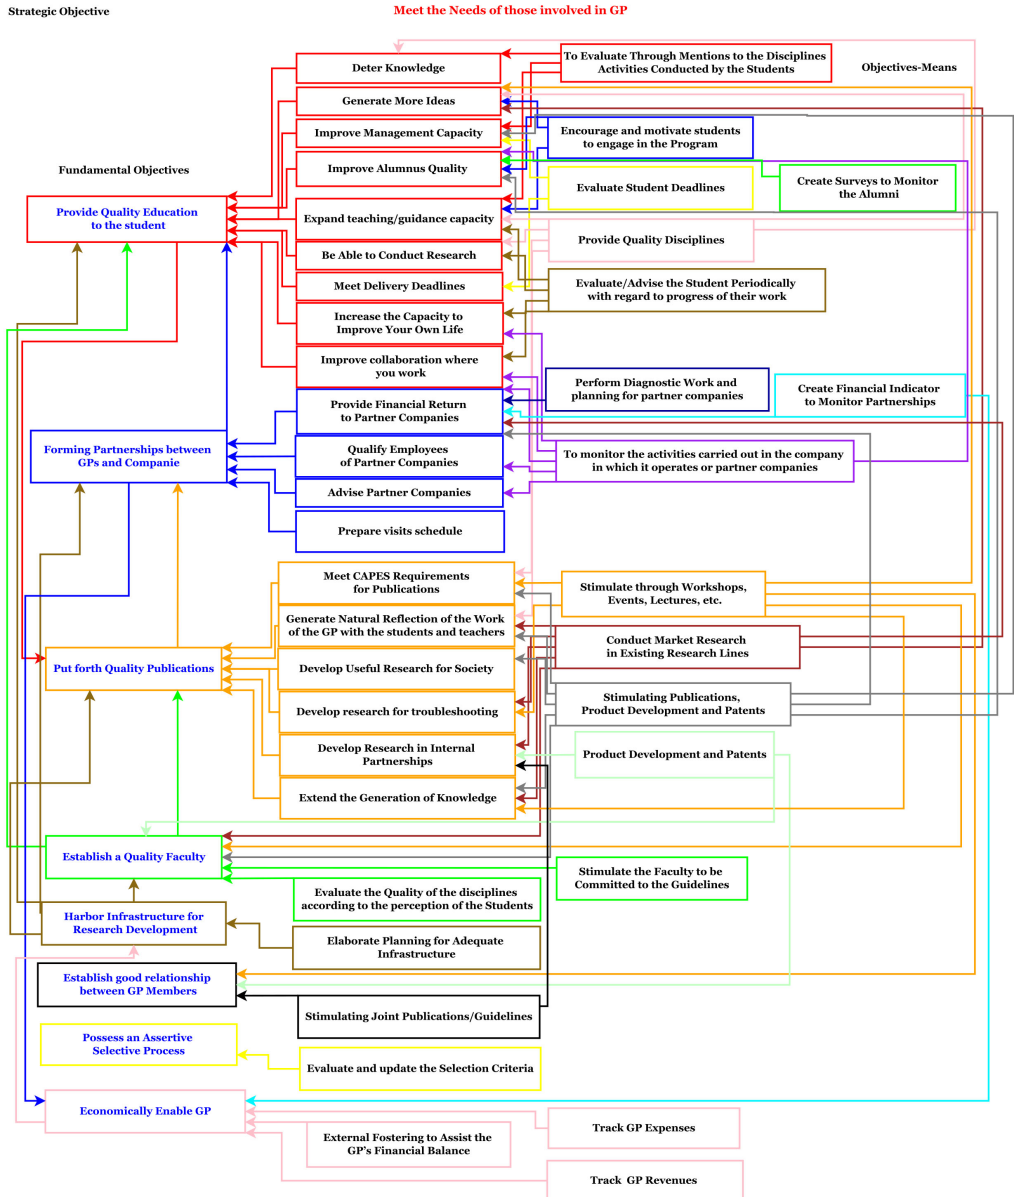 Strategic Objective
Meet the Needs of those involved in GP
Deter Knowledge
To Evaluate Through Mentions to the Disciplines
Activities Conducted by the Students
Objectives-Means
Generate More Ideas
Improve Management Capacity
Encourage and motivate students
to engage in the Program
Fundamental Objectives
Improve Alumnus Quality
Evaluate Student Deadlines
Create Surveys to Monitor
the Alumni
Provide Quality Education
to the student
Expand teaching/guidance capacity
Provide Quality Disciplines
Be Able to Conduct Research
Meet Delivery Deadlines
Evaluate/Advise the Student Periodically
with regard to progress of their work
Increase the Capacity to
Improve Your Own Life
Improve collaboration where
you work
Perform Diagnostic Work and
planning for partner companies
Create Financial Indicator
to Monitor Partnerships
Provide Financial Return
to Partner Companies
Forming Partnerships between
GPs and Companie
Qualify Employees
of Partner Companies
To monitor the activities carried out in the company
in which it operates or partner companies
Advise Partner Companies
Prepare visits schedule
Meet CAPES Requirements
for Publications
Stimulate through Workshops,
Events, Lectures, etc.
Generate Natural Reflection of the Work
of the GP with the students and teachers
Conduct Market Research
in Existing Research Lines
Put forth Quality Publications
Develop Useful Research for Society
Stimulating Publications,
Product Development and Patents
Develop research for troubleshooting
Develop Research in Internal
Partnerships
Product Development and Patents
Extend the Generation of Knowledge
Establish a Quality Faculty
Stimulate the Faculty to be
Committed to the Guidelines
Evaluate the Quality of the disciplines
according to the perception of the Students
Harbor Infrastructure for
Research Development
Elaborate Planning for Adequate
Infrastructure
Establish good relationship
between GP Members
Stimulating Joint Publications/Guidelines
Possess an Assertive
Selective Process
Evaluate and update the Selection Criteria
Economically Enable GP
Track GP Expenses
External Fostering to Assist the
GP's Financial Balance
Track GP Revenues